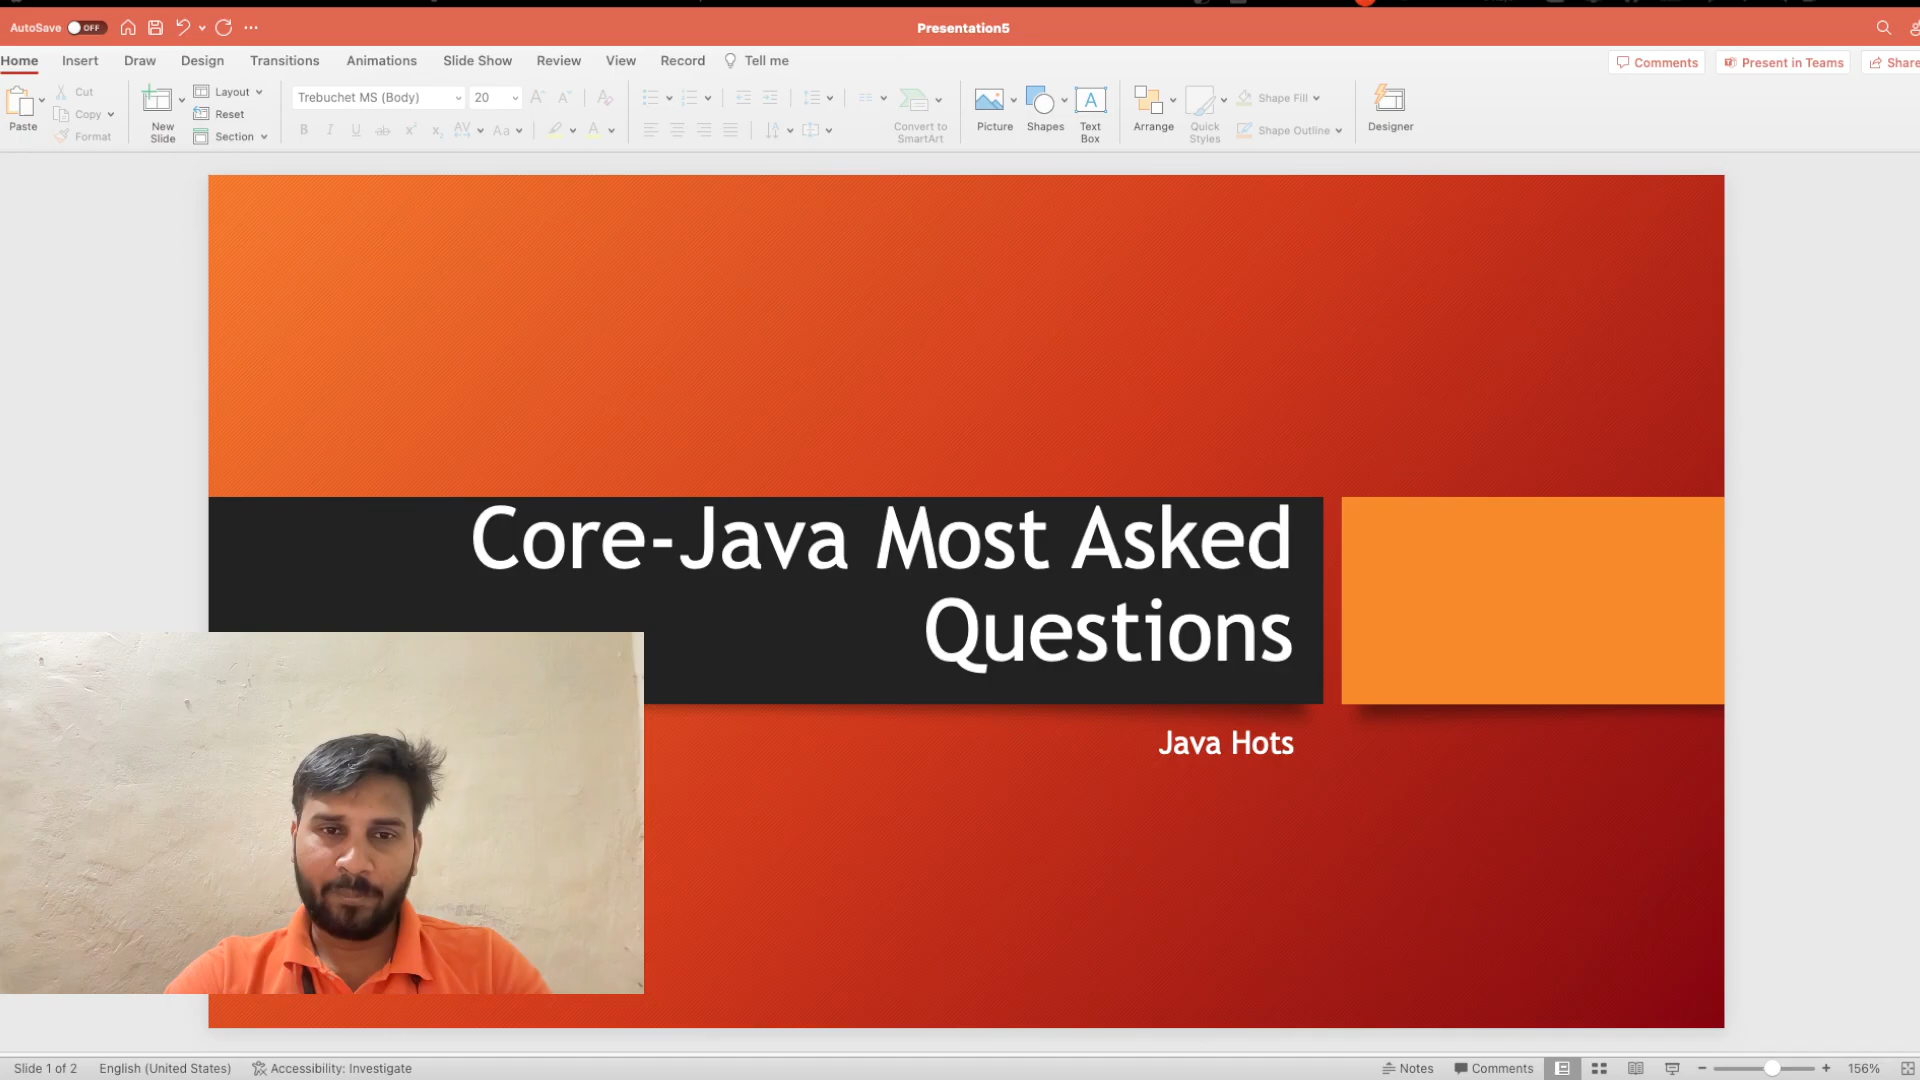 AutoSave OFF
Presentation5
Home Insert Draw Design Transitions Animations Slide Show Review View Record Tell me
Comments Present in Teams Share
Paste
Cut
Copy
Format
New
Slide
Layout
Reset
Section
Trebuchet MS (Body) 20
Convert to
SmartArt
Picture
Shapes
Text
Box
Arrange
Quick
Styles
Shape Fill
Shape Outline
Designer
Core-Java Most Asked
Questions
Java Hots
Slide 1 of 2 English (United States) Accessibility: Investigate
Notes Comments 156%